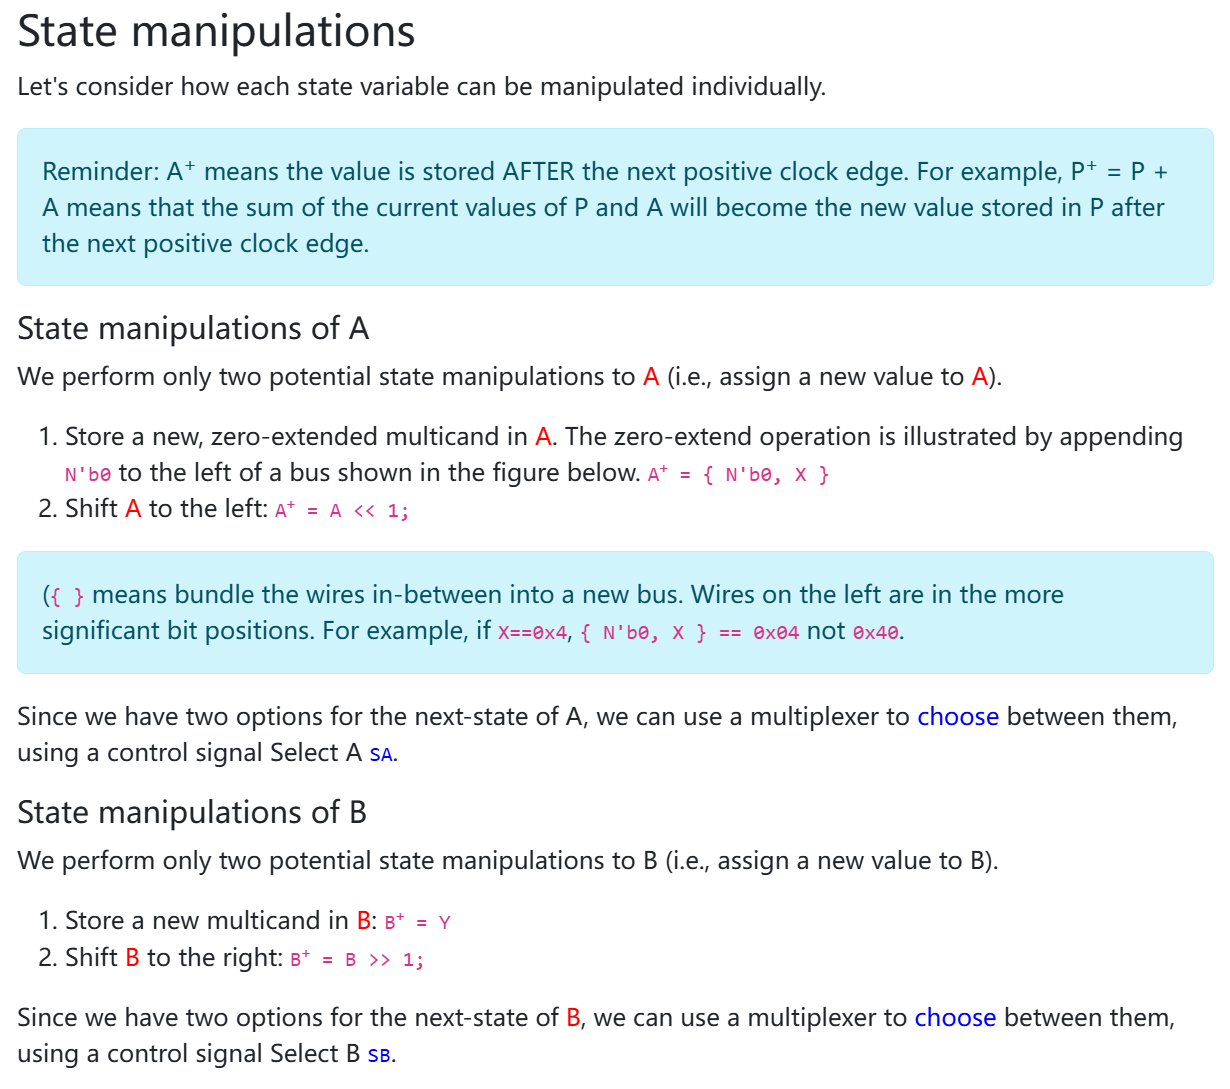 State manipulations
Let's consider how each state variable can be manipulated individually.
Reminder: A⁺ means the value is stored AFTER the next positive clock edge. For example, P⁺ = P +
A means that the sum of the current values of P and A will become the new value stored in P after
the next positive clock edge.
State manipulations of A
We perform only two potential state manipulations to A (i.e., assign a new value to A).
1. Store a new, zero-extended multicand in A. The zero-extend operation is illustrated by appending
N'b0 to the left of a bus shown in the figure below. A⁺ = { N'b0, X }
2. Shift A to the left: A⁺ = A << 1;
({ } means bundle the wires in-between into a new bus. Wires on the left are in the more
significant bit positions. For example, if X==0x4, { N'b0, X } == 0x04 not 0x40.
Since we have two options for the next-state of A, we can use a multiplexer to choose between them,
using a control signal Select A SA.
State manipulations of B
We perform only two potential state manipulations to B (i.e., assign a new value to B).
1. Store a new multicand in B: B⁺ = Y
2. Shift B to the right: B⁺ = B >> 1;
Since we have two options for the next-state of B, we can use a multiplexer to choose between them,
using a control signal Select B SB.